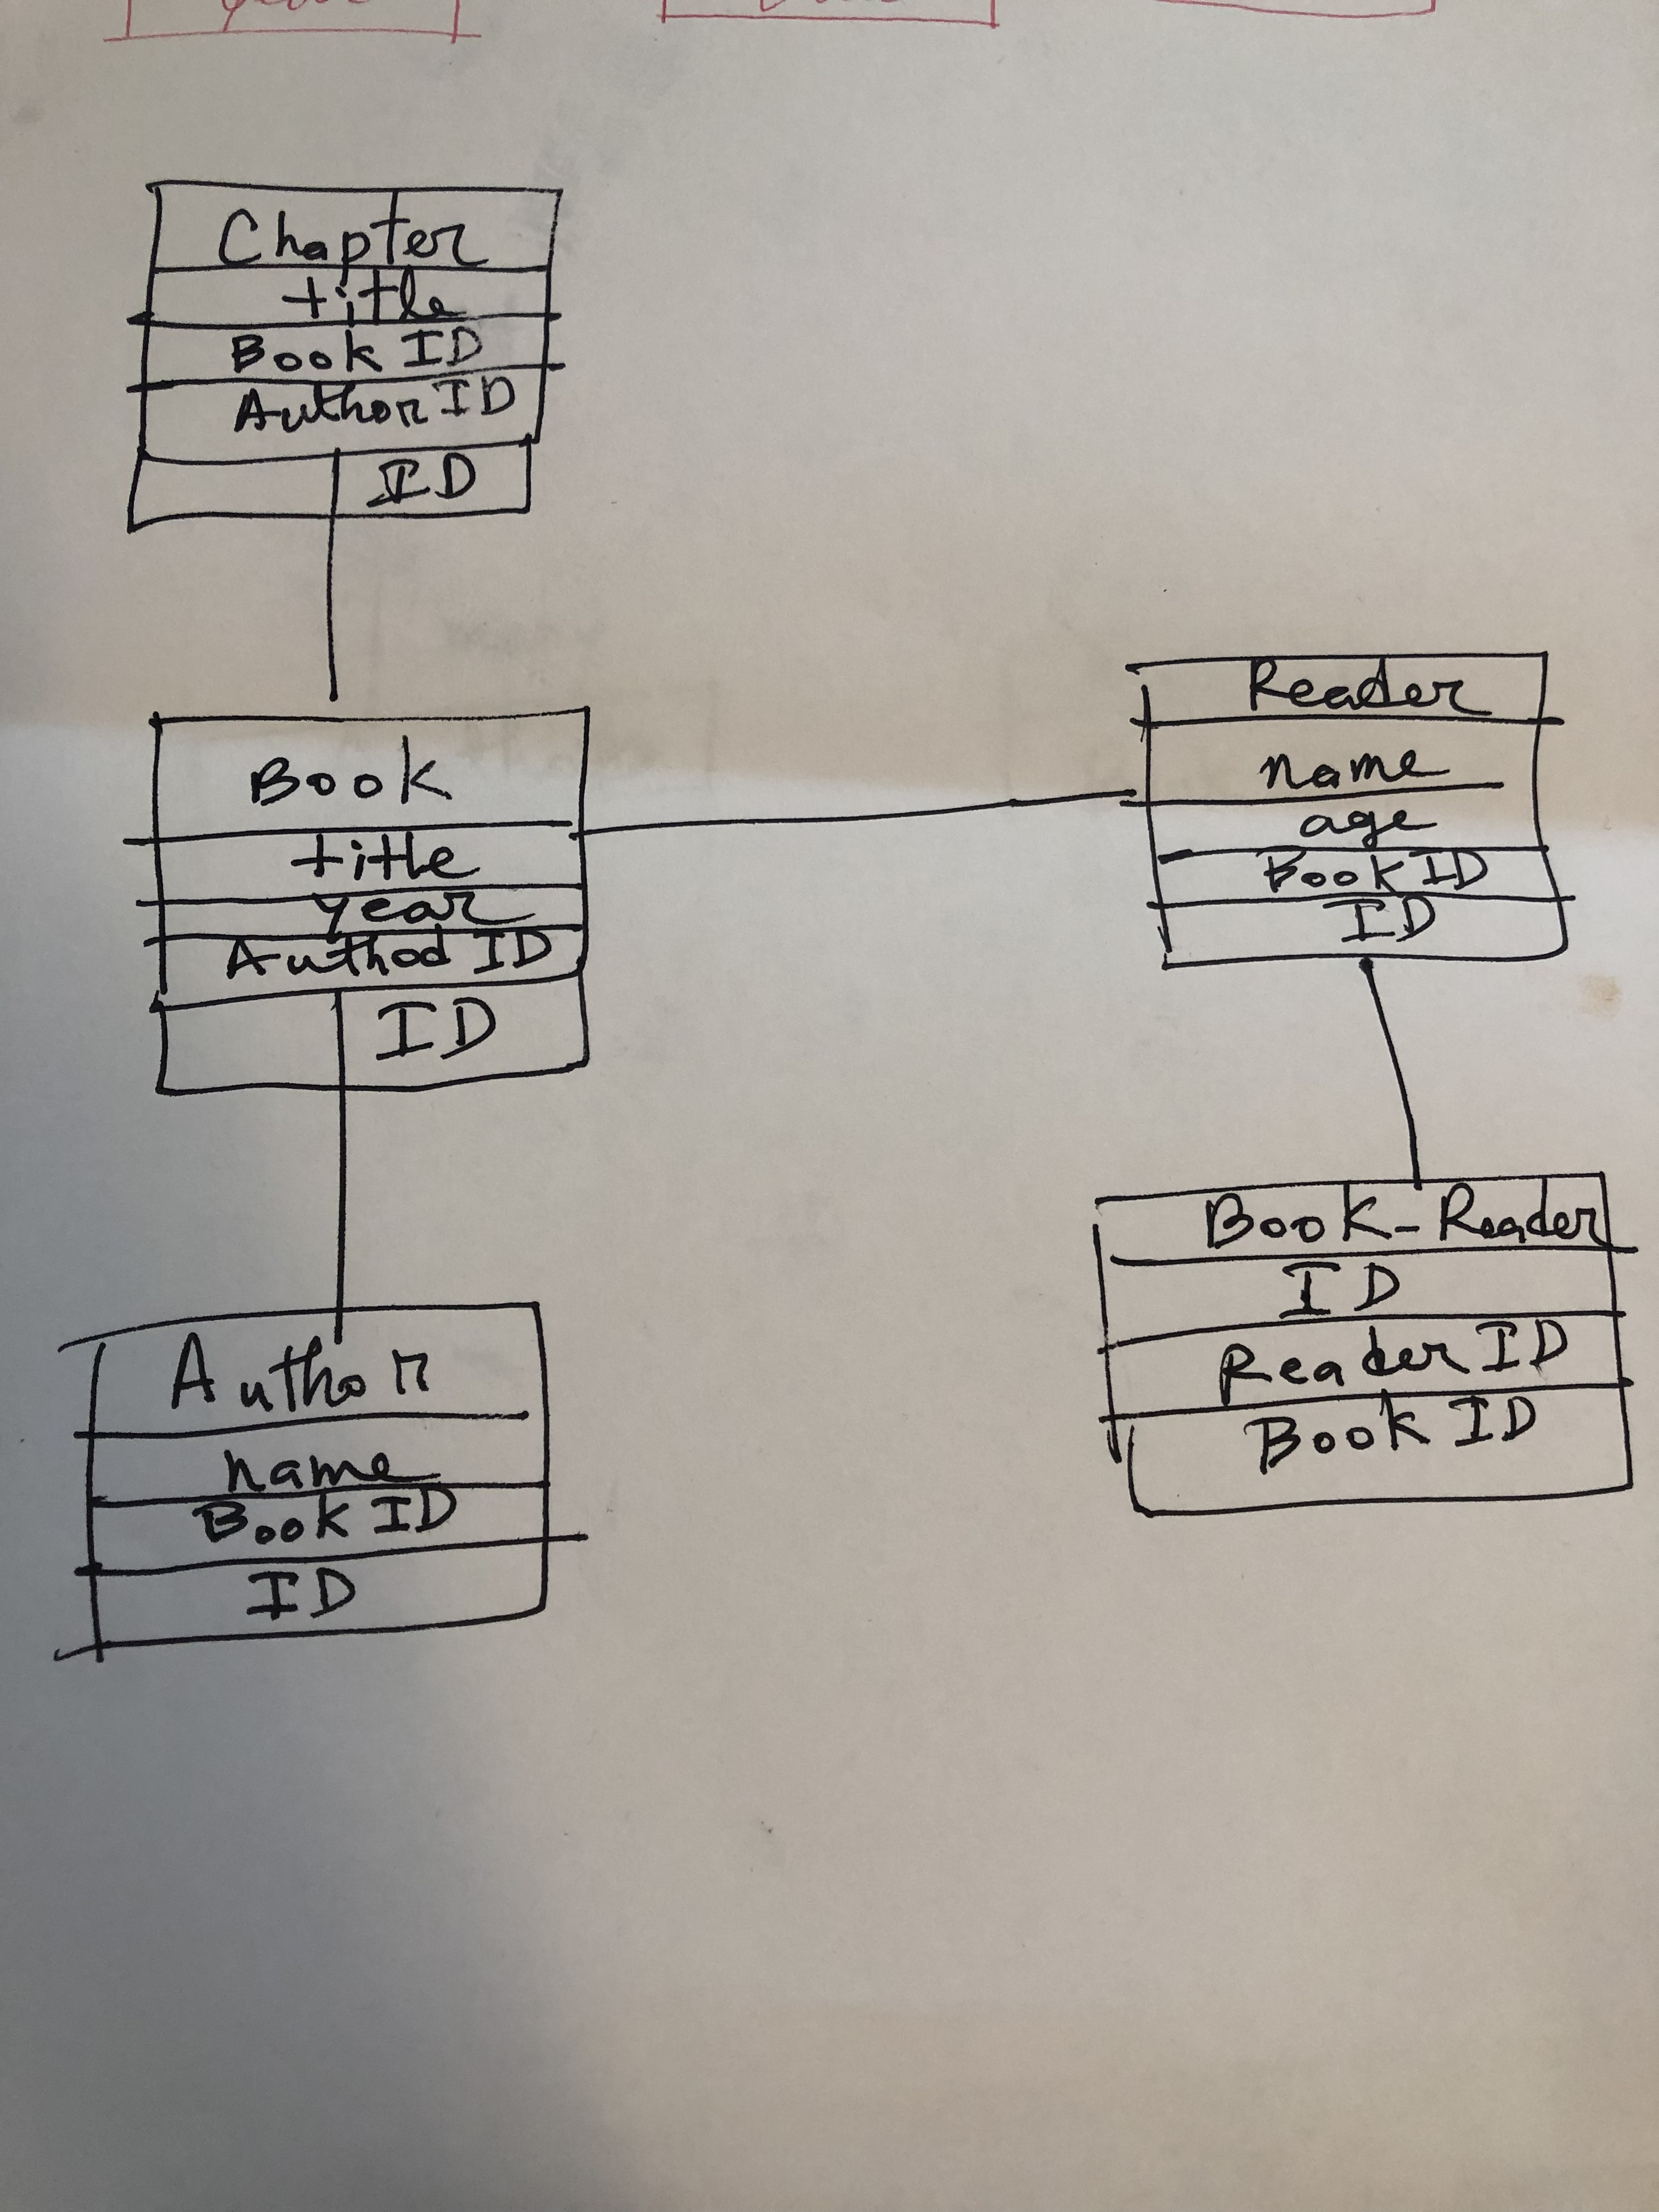 Chapter
title
Book ID
Author ID
ID
Book
title
year
Authod ID
ID
Author
name
Book ID
ID
Reader
name
age
Book ID
ID
Book-Reader
ID
Reader ID
Book ID